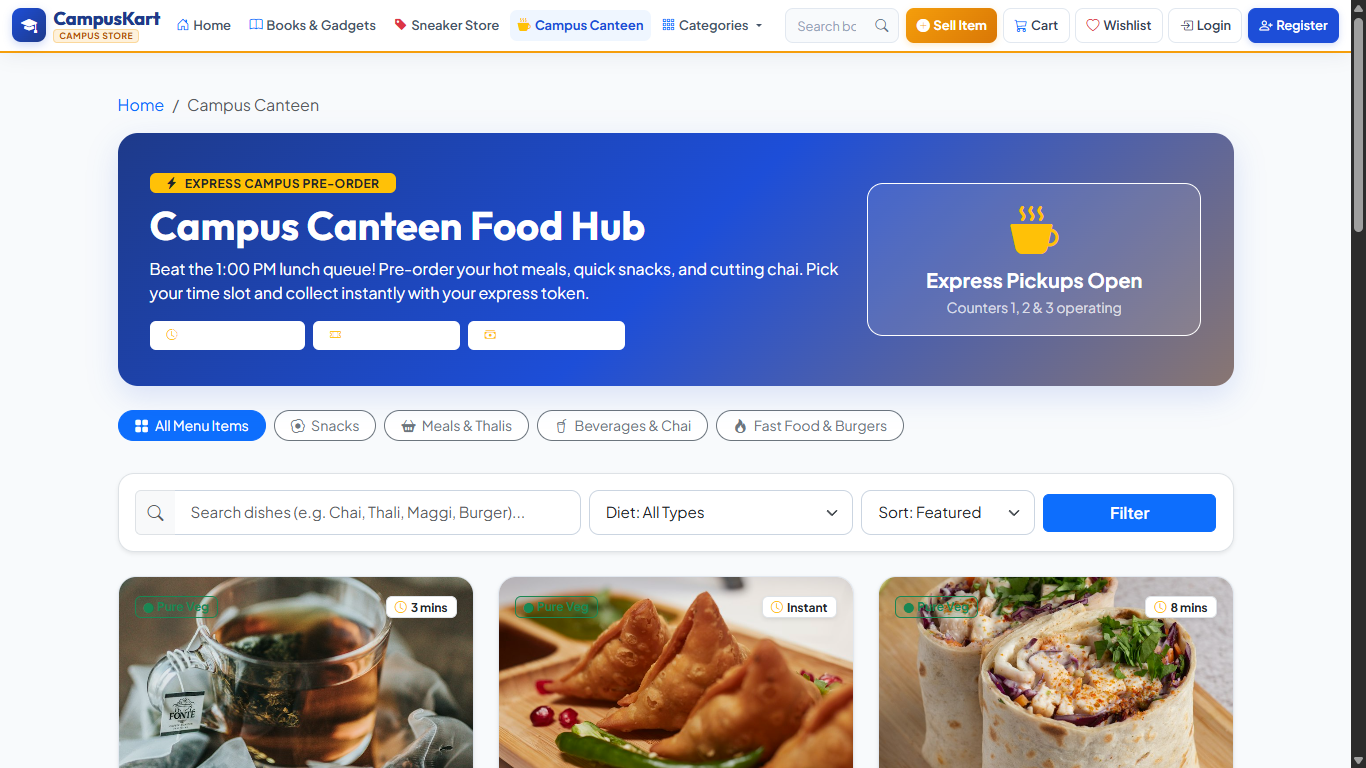 CampusKart
CAMPUS STORE
Home
Books & Gadgets
Sneaker Store
Campus Canteen
Categories
Search bo
Sell Item
Cart
Wishlist
Login
Register
Home / Campus Canteen
EXPRESS CAMPUS PRE-ORDER
Campus Canteen Food Hub
Beat the 1:00 PM lunch queue! Pre-order your hot meals, quick snacks, and cutting chai. Pick
your time slot and collect instantly with your express token.
Express Pickups Open
Counters 1, 2 & 3 operating
All Menu Items
Snacks
Meals & Thalis
Beverages & Chai
Fast Food & Burgers
Search dishes (e.g. Chai, Thali, Maggi, Burger)...
Diet: All Types
Sort: Featured
Filter
Pure Veg
3 mins
FONTÉ
Pure Veg
Instant
Pure Veg
8 mins